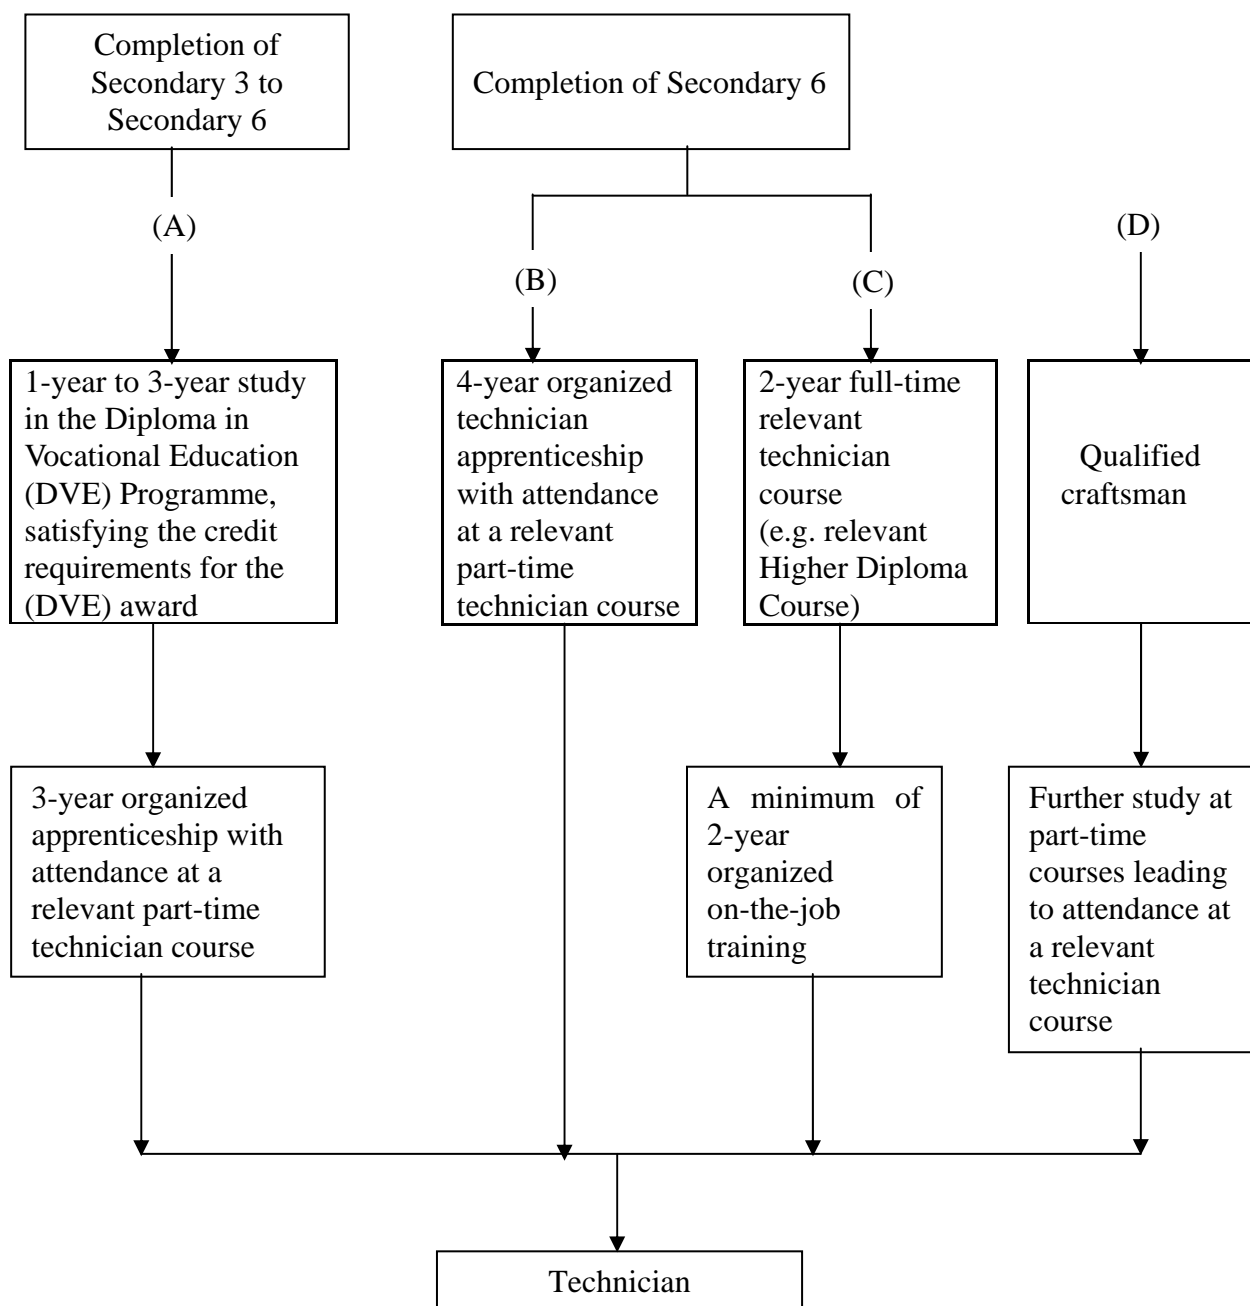 Completion of
Secondary 3 to
Secondary 6
Completion of Secondary 6
(A)
(B)
(C)
(D)
1-year to 3-year study
in the Diploma in
Vocational Education
(DVE) Programme,
satisfying the credit
requirements for the
(DVE) award
4-year organized
technician
apprenticeship
with attendance
at a relevant
part-time
technician course
2-year full-time
relevant
technician
course
(e.g. relevant
Higher Diploma
Course)
Qualified
craftsman
3-year organized
apprenticeship with
attendance at a
relevant part-time
technician course
A minimum of
2-year
organized
on-the-job
training
Further study at
part-time
courses leading
to attendance at
a relevant
technician
course
Technician